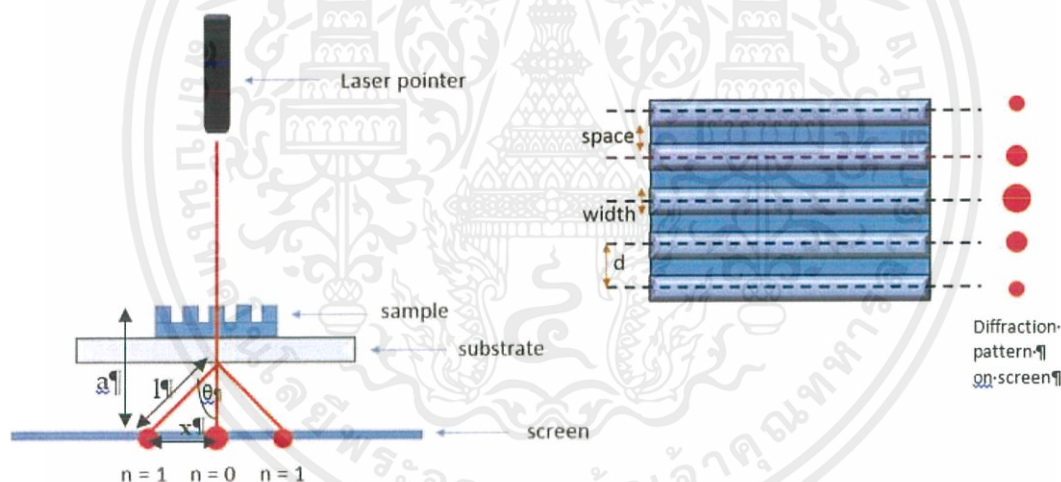 Laser pointer
sample
substrate
a¶
l¶
θ¶
x¶
screen
n = 1 n = 0 n = 1
space
width
d
Diffraction·
pattern·¶
on·screen¶